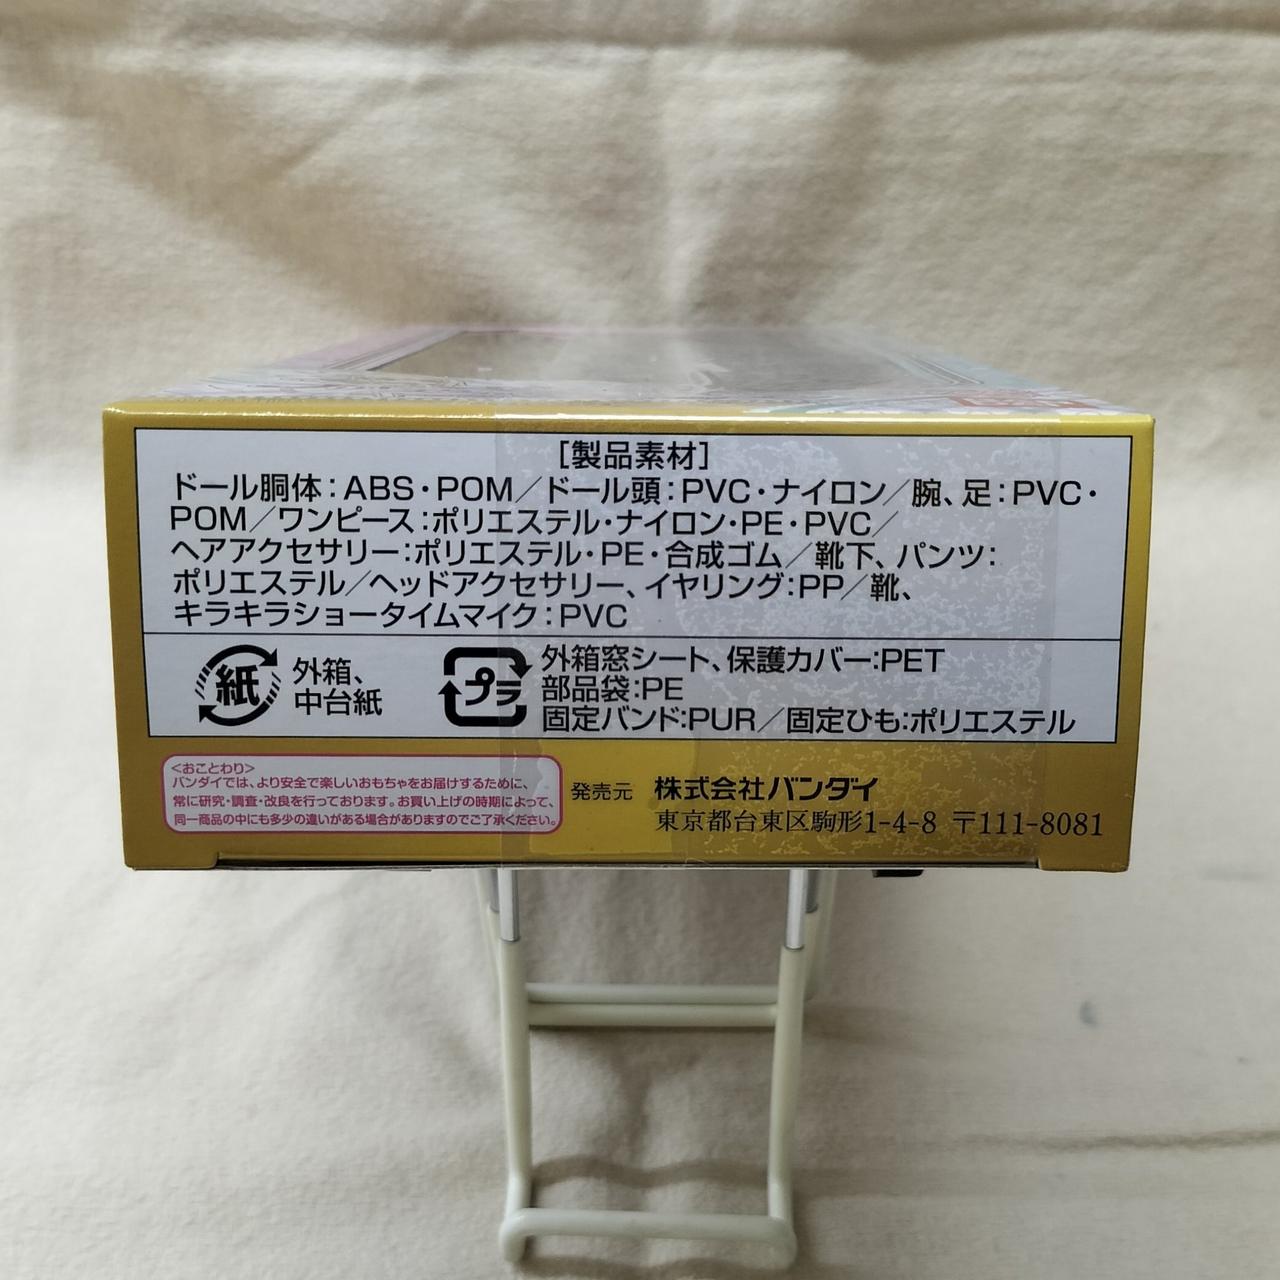 [製品素材]
ドール胴体：ABS・POM／ドール頭：PVC・ナイロン／腕、足：PVC・
POM／ワンピース：ポリエステル・ナイロン・PE・PVC／
ヘアアクセサリー：ポリエステル・PE・合成ゴム／靴下、パンツ：
ポリエステル／ヘッドアクセサリー、イヤリング：PP／靴、
キラキラショータイムマイク：PVC
紙
外箱、
中台紙
プラ
外箱窓シート、保護カバー：PET
部品袋：PE
固定バンド：PUR／固定ひも：ポリエステル
<おことわり>
バンダイでは、より安全で楽しいおもちゃをお届けするために、
常に研究・調査・改良を行っております。お買い上げの時期によって、
同一商品の中にも多少の違いがある場合がありますのでご了承ください。
発売元 株式会社バンダイ
東京都台東区駒形1-4-8 〒111-8081